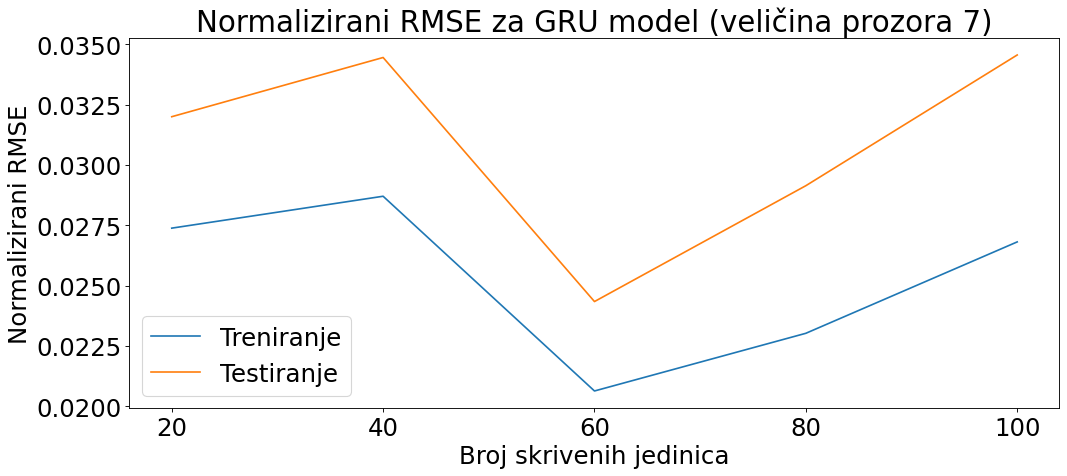 Normalizirani RMSE za GRU model (veličina prozora 7)
Normalizirani RMSE
0.0350
0.0325
0.0300
0.0275
0.0250
0.0225
0.0200
Treniranje
Testiranje
20 40 60 80 100
Broj skrivenih jedinica